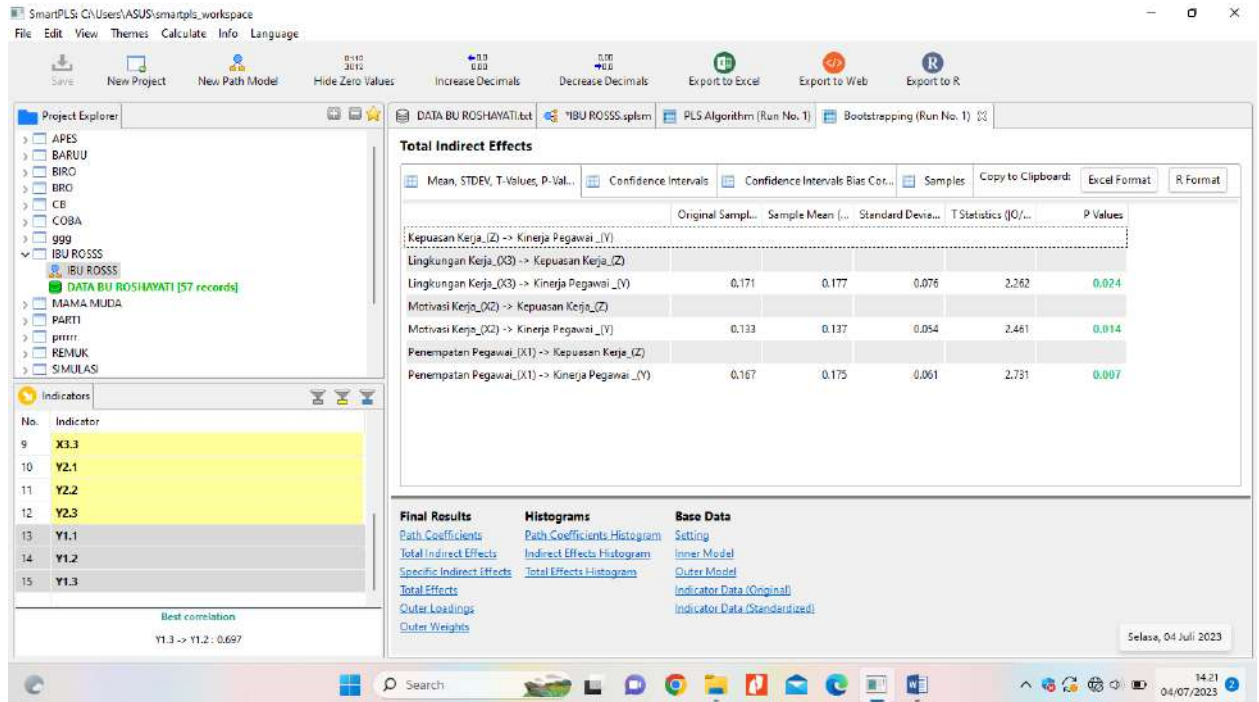 SmartPLS: C:\Users\ASUS\smartpls_workspace
File Edit View Themes Calculate Info Language
Save New Project New Path Model Hide Zero Values Increase Decimals Decrease Decimals Export to Excel Export to Web Export to R
Project Explorer
APES
BARUU
BIRO
BRO
CB
COBA
ggg
IBU ROSSS
IBU ROSSS
DATA BU ROSHAYATI [57 records]
MAMA MUDA
PARTI
prrrrr
REMUK
SIMULASI
Indicators
No. Indicator
9 X3.3
10 Y2.1
11 Y2.2
12 Y2.3
13 Y1.1
14 Y1.2
15 Y1.3
Best correlation
Y1.3 -> Y1.2 : 0.697
DATA BU ROSHAYATI.txt *IBU ROSSS.splsm PLS Algorithm (Run No. 1) Bootstrapping (Run No. 1)
Total Indirect Effects
Mean, STDEV, T-Values, P-Val... Confidence Intervals Confidence Intervals Bias Cor... Samples Copy to Clipboard: Excel Format R Format
Original Sampl... Sample Mean (... Standard Devia... T Statistics (|O/... P Values
Kepuasan Kerja_(Z) -> Kinerja Pegawai _(Y)
Lingkungan Kerja_(X3) -> Kepuasan Kerja_(Z)
Lingkungan Kerja_(X3) -> Kinerja Pegawai _(Y) 0.171 0.177 0.076 2.262 0.024
Motivasi Kerja_(X2) -> Kepuasan Kerja_(Z)
Motivasi Kerja_(X2) -> Kinerja Pegawai _(Y) 0.133 0.137 0.054 2.461 0.014
Penempatan Pegawai_(X1) -> Kepuasan Kerja_(Z)
Penempatan Pegawai_(X1) -> Kinerja Pegawai _(Y) 0.167 0.175 0.061 2.731 0.007
Final Results Histograms Base Data
Path Coefficients Path Coefficients Histogram Setting
Total Indirect Effects Indirect Effects Histogram Inner Model
Specific Indirect Effects Total Effects Histogram Outer Model
Total Effects Indicator Data (Original)
Outer Loadings Indicator Data (Standardized)
Outer Weights
Selasa, 04 Juli 2023
Search
14.21
04/07/2023 2